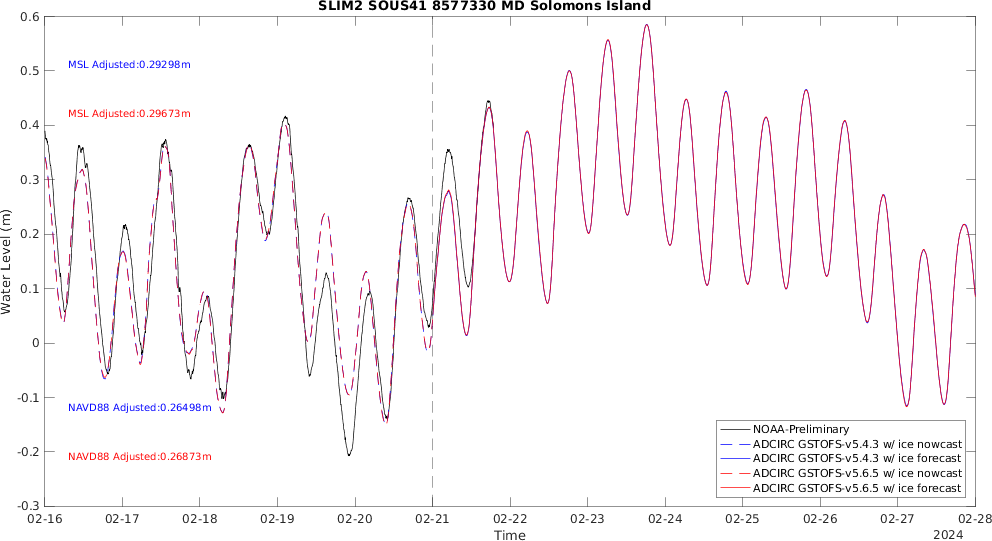 SLIM2 SOUS41 8577330 MD Solomons Island
0.6
0.5
0.4
0.3
0.2
0.1
0
-0.1
-0.2
-0.3
Water Level (m)
MSL Adjusted:0.29298m
MSL Adjusted:0.29673m
NAVD88 Adjusted:0.26498m
NAVD88 Adjusted:0.26873m
NOAA-Preliminary
ADCIRC GSTOFS-v5.4.3 w/ ice nowcast
ADCIRC GSTOFS-v5.4.3 w/ ice forecast
ADCIRC GSTOFS-v5.6.5 w/ ice nowcast
ADCIRC GSTOFS-v5.6.5 w/ ice forecast
02-16 02-17 02-18 02-19 02-20 02-21 02-22 02-23 02-24 02-25 02-26 02-27 02-28
Time
2024